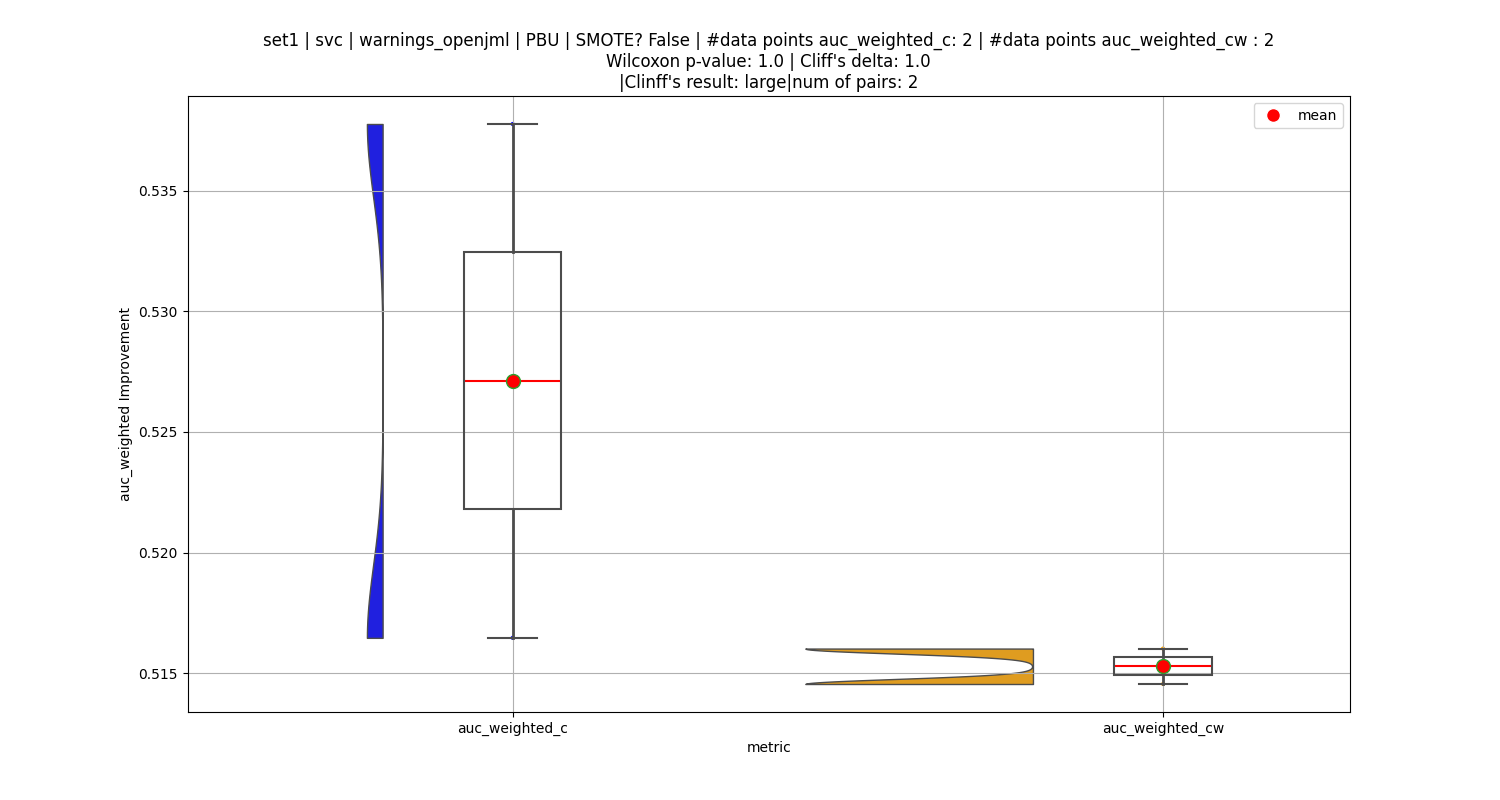 set1 | svc | warnings_openjml | PBU | SMOTE? False | #data points auc_weighted_c: 2 | #data points auc_weighted_cw : 2
Wilcoxon p-value: 1.0 | Cliff's delta: 1.0
|Clinff's result: large|num of pairs: 2
mean
0.535
0.530
0.525
0.520
0.515
auc_weighted Improvement
auc_weighted_c
auc_weighted_cw
metric